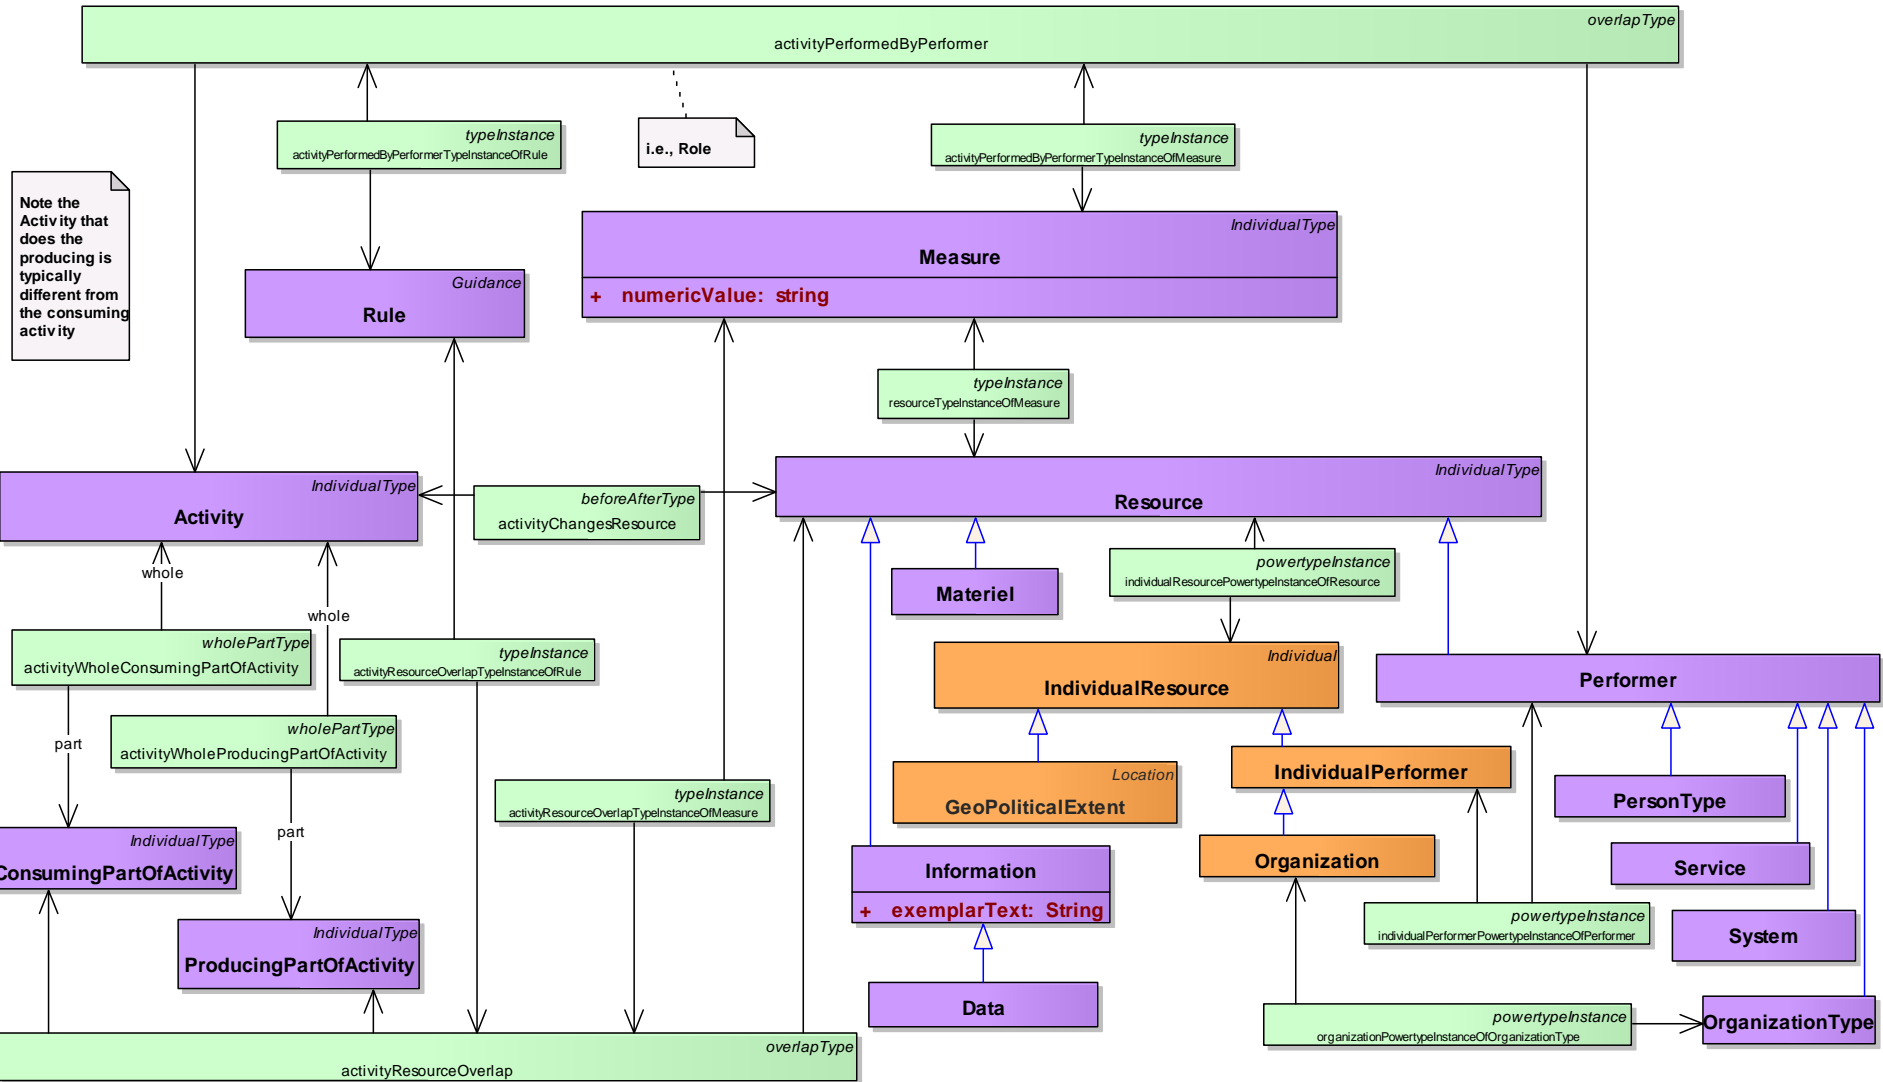 overlapType
activityPerformedByPerformer
typeInstance
activityPerformedByPerformerTypeInstanceOfRule
i.e., Role
typeInstance
activityPerformedByPerformerTypeInstanceOfMeasure
Note the
Activity that
does the
producing is
typically
different from
the consuming
activity
IndividualType
Measure
+ numericValue: string
Guidance
Rule
typeInstance
resourceTypeInstanceOfMeasure
IndividualType
Activity
beforeAfterType
activityChangesResource
IndividualType
Resource
whole
whole
Materiel
powertypeInstance
individualResourcePowertypeInstanceOfResource
wholePartType
activityWholeConsumingPartOfActivity
typeInstance
activityResourceOverlapTypeInstanceOfRule
Individual
IndividualResource
Performer
wholePartType
activityWholeProducingPartOfActivity
part
typeInstance
activityResourceOverlapTypeInstanceOfMeasure
Location
GeoPoliticalExtent
IndividualPerformer
PersonType
part
IndividualType
ConsumingPartOfActivity
Information
+ exemplarText: String
Organization
Service
IndividualType
ProducingPartOfActivity
powertypeInstance
individualPerformerPowertypeInstanceOfPerformer
System
Data
powertypeInstance
organizationPowertypeInstanceOfOrganizationType
OrganizationType
overlapType
activityResourceOverlap